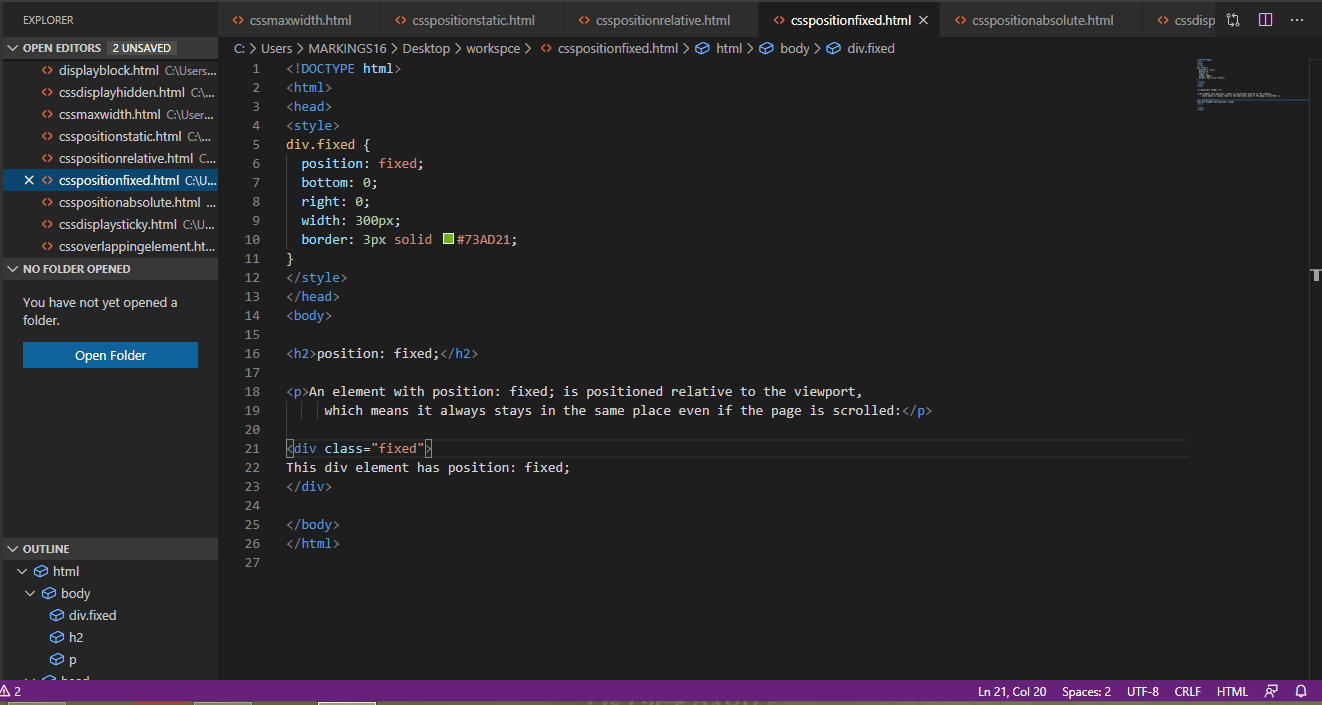 EXPLORER
cssmaxwidth.html
csspositionstatic.html
csspositionrelative.html
csspositionfixed.html
csspositionabsolute.html
cssdisp
OPEN EDITORS 2 UNSAVED
displayblock.html C:\Users...
cssdisplayhidden.html C:\...
cssmaxwidth.html C:\User...
csspositionstatic.html C:\...
csspositionrelative.html C...
csspositionfixed.html C:\U...
csspositionabsolute.html ...
cssdisplaysticky.html C:\U...
cssoverlappingelement.ht...
NO FOLDER OPENED
You have not yet opened a
folder.
Open Folder
OUTLINE
html
body
div.fixed
h2
p
head
C: > Users > MARKINGS16 > Desktop > workspce > csspositionfixed.html > html > body > div.fixed
1 <!DOCTYPE html>
2 <html>
3 <head>
4 <style>
5 div.fixed {
6 position: fixed;
7 bottom: 0;
8 right: 0;
9 width: 300px;
10 border: 3px solid #73AD21;
11 }
12 </style>
13 </head>
14 <body>
15
16 <h2>position: fixed;</h2>
17
18 <p>An element with position: fixed; is positioned relative to the viewport,
19 which means it always stays in the same place even if the page is scrolled:</p>
20
21 <div class="fixed">
22 This div element has position: fixed;
23 </div>
24
25 </body>
26 </html>
27
2
Ln 21, Col 20 Spaces: 2 UTF-8 CRLF HTML